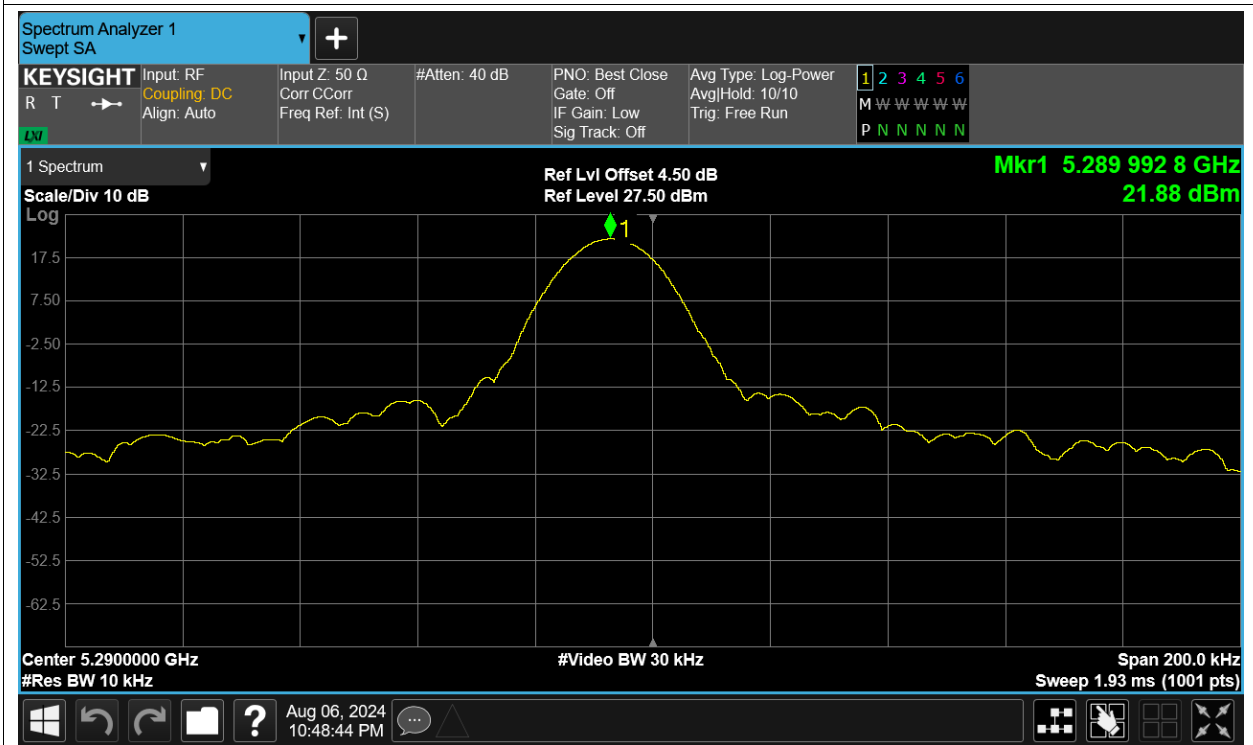 Spectrum Analyzer 1
Swept SA
+
KEYSIGHT
R T
LXI
Input: RF
Coupling: DC
Align: Auto
Input Z: 50 Ω
Corr CCorr
Freq Ref: Int (S)
#Atten: 40 dB
PNO: Best Close
Gate: Off
IF Gain: Low
Sig Track: Off
Avg Type: Log-Power
Avg|Hold: 10/10
Trig: Free Run
1 2 3 4 5 6
M W W W W W
P N N N N N
1 Spectrum
Scale/Div 10 dB
Log
Ref Lvl Offset 4.50 dB
Ref Level 27.50 dBm
Mkr1 5.289 992 8 GHz
21.88 dBm
1
17.5
7.50
-2.50
-12.5
-22.5
-32.5
-42.5
-52.5
-62.5
Center 5.2900000 GHz
#Res BW 10 kHz
#Video BW 30 kHz
Span 200.0 kHz
Sweep 1.93 ms (1001 pts)
?
Aug 06, 2024
10:48:44 PM